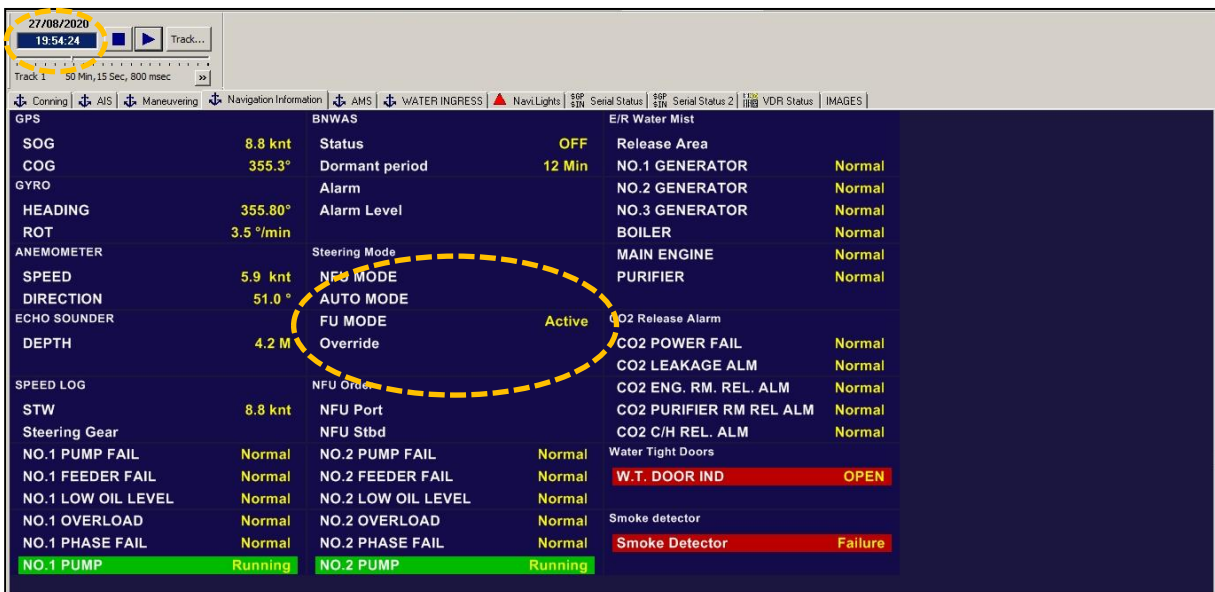 27/08/2020
19:54:24 Track...
Track 1 50 Min,15 Sec, 800 msec »
Conning AIS Maneuvering Navigation Information AMS WATER INGRESS Navi.Lights Serial Status Serial Status 2 VDR Status IMAGES
GPS BNWAS E/R Water Mist
SOG 8.8 knt Status OFF Release Area
COG 355.3° Dormant period 12 Min NO.1 GENERATOR Normal
GYRO Alarm NO.2 GENERATOR Normal
HEADING 355.80° Alarm Level NO.3 GENERATOR Normal
ROT 3.5 °/min BOILER Normal
ANEMOMETER Steering Mode MAIN ENGINE Normal
SPEED 5.9 knt NFU MODE PURIFIER Normal
DIRECTION 51.0 ° AUTO MODE
ECHO SOUNDER FU MODE Active CO2 Release Alarm
DEPTH 4.2 M Override CO2 POWER FAIL Normal
CO2 LEAKAGE ALM Normal
SPEED LOG NFU Order CO2 ENG. RM. REL. ALM Normal
STW 8.8 knt NFU Port CO2 PURIFIER RM REL ALM Normal
Steering Gear NFU Stbd CO2 C/H REL. ALM Normal
NO.1 PUMP FAIL Normal NO.2 PUMP FAIL Normal Water Tight Doors
NO.1 FEEDER FAIL Normal NO.2 FEEDER FAIL Normal W.T. DOOR IND OPEN
NO.1 LOW OIL LEVEL Normal NO.2 LOW OIL LEVEL Normal
NO.1 OVERLOAD Normal NO.2 OVERLOAD Normal Smoke detector
NO.1 PHASE FAIL Normal NO.2 PHASE FAIL Normal Smoke Detector Failure
NO.1 PUMP Running NO.2 PUMP Running